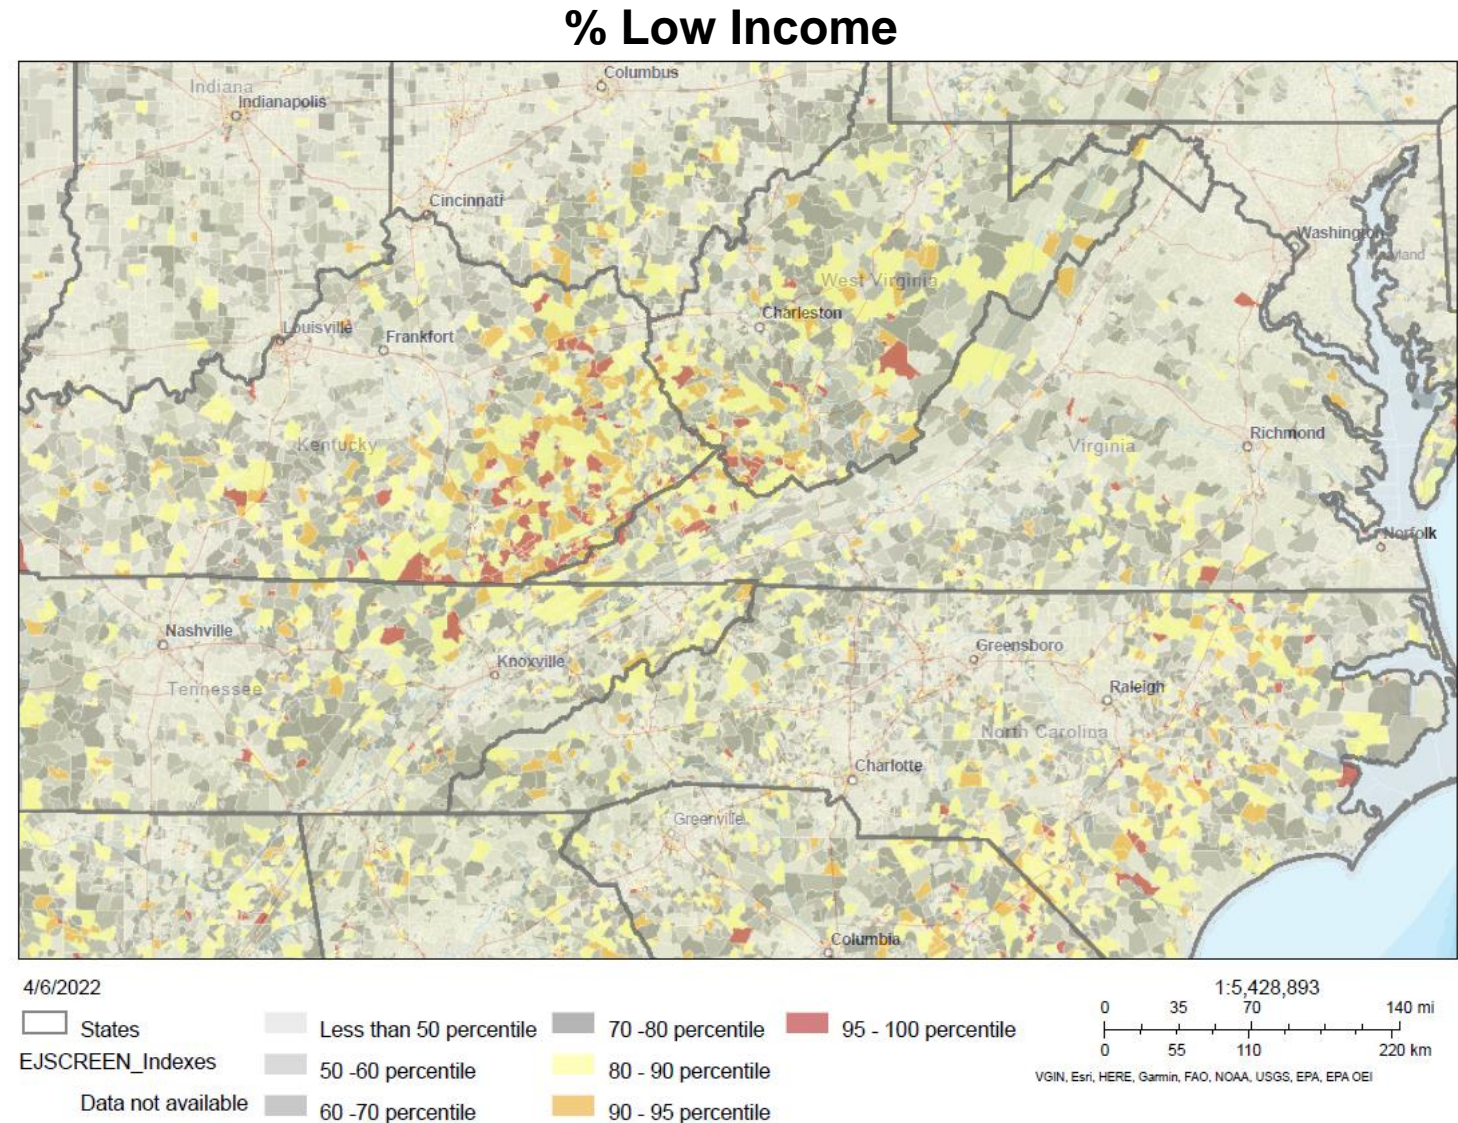 % Low Income
Columbus
Indiana
Indianapolis
Cincinnati
Washington
Maryland
West Virginia
Charleston
Louisville
Frankfort
Kentucky
Virginia
Richmond
Norfolk
Nashville
Greensboro
Knoxville
Tennessee
Raleigh
North Carolina
Charlotte
Greenville
Columbia
4/6/2022
States
EJSCREEN_Indexes
Data not available
Less than 50 percentile
50 -60 percentile
60 -70 percentile
70 -80 percentile
80 - 90 percentile
90 - 95 percentile
95 - 100 percentile
1:5,428,893
0 35 70 140 mi
0 55 110 220 km
VGIN, Esri, HERE, Garmin, FAO, NOAA, USGS, EPA, EPA OEI